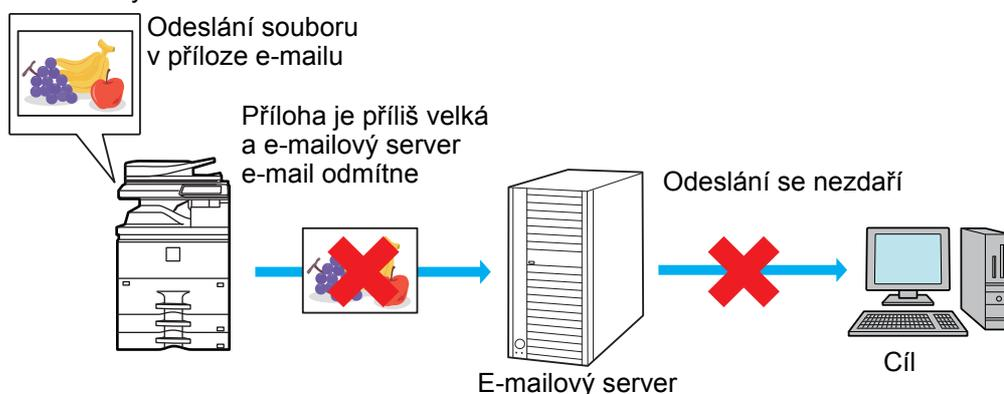 Odeslání souboru
v příloze e-mailu
Příloha je příliš velká
a e-mailový server
e-mail odmítne
Odeslání se nezdaří
E-mailový server
Cíl